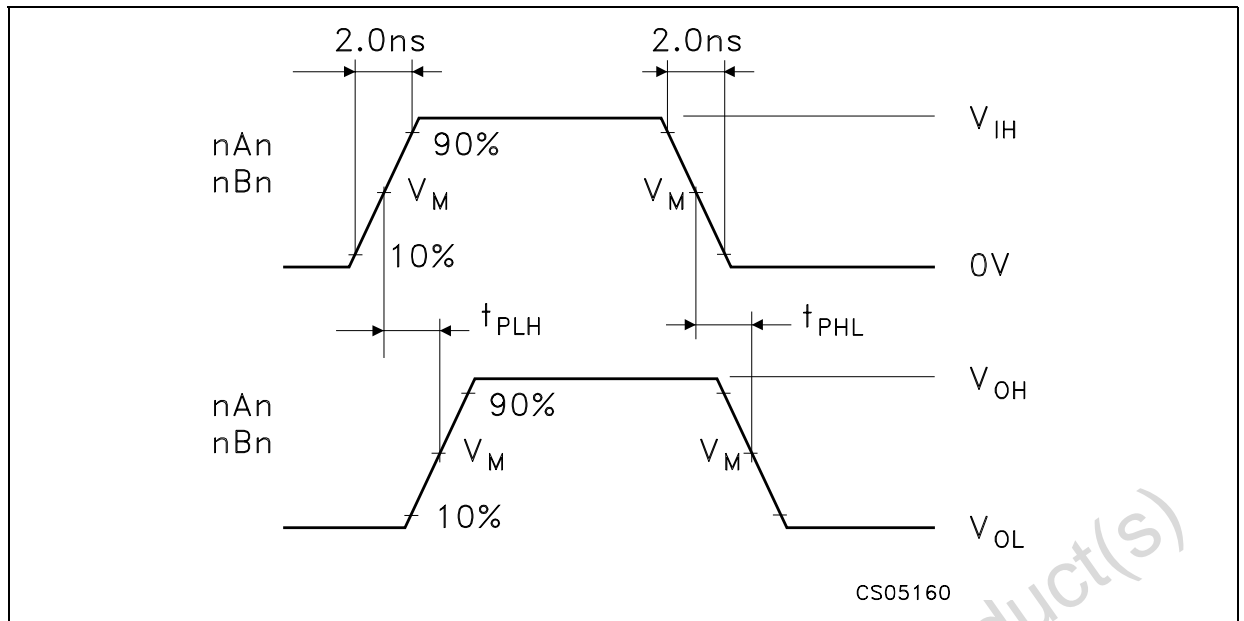 2.0ns 2.0ns
nAn
nBn
90%
V_M V_M
10%
V_IH
0V
t_PLH t_PHL
nAn
nBn
90%
V_M V_M
10%
V_OH
V_OL
CS05160
duct(s)